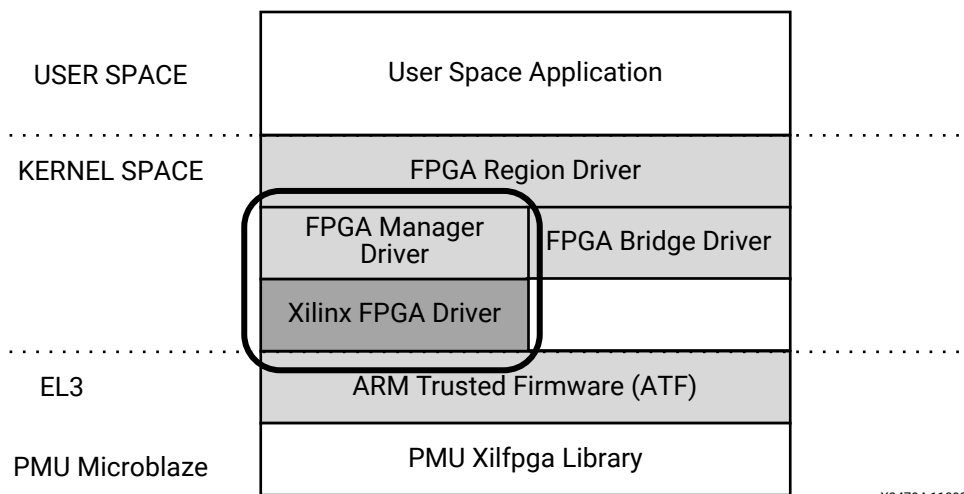 USER SPACE
User Space Application
KERNEL SPACE
FPGA Region Driver
FPGA Manager
Driver
FPGA Bridge Driver
Xilinx FPGA Driver
EL3
ARM Trusted Firmware (ATF)
PMU Microblaze
PMU Xilfpga Library